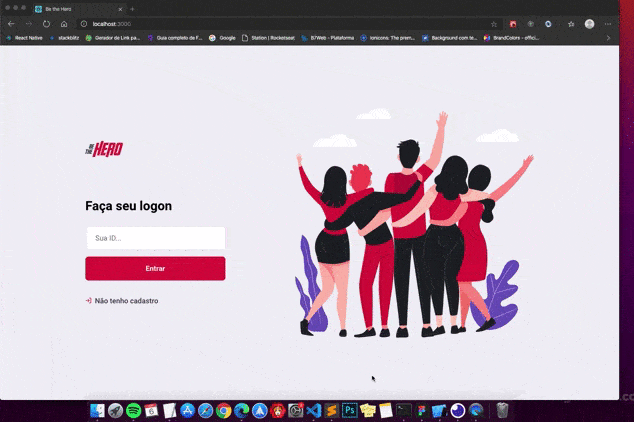 Be the Hero
localhost:3000
React Native
stackblitz
Gerador de Link pa...
Guia completo de F...
Google
Station | Rocketseat
B7Web - Plataforma
Ionicons: The prem...
Background com te...
BrandColors - offici...
BE
THE
HERO
Faça seu logon
Sua ID...
Entrar
Não tenho cadastro
6
Ps